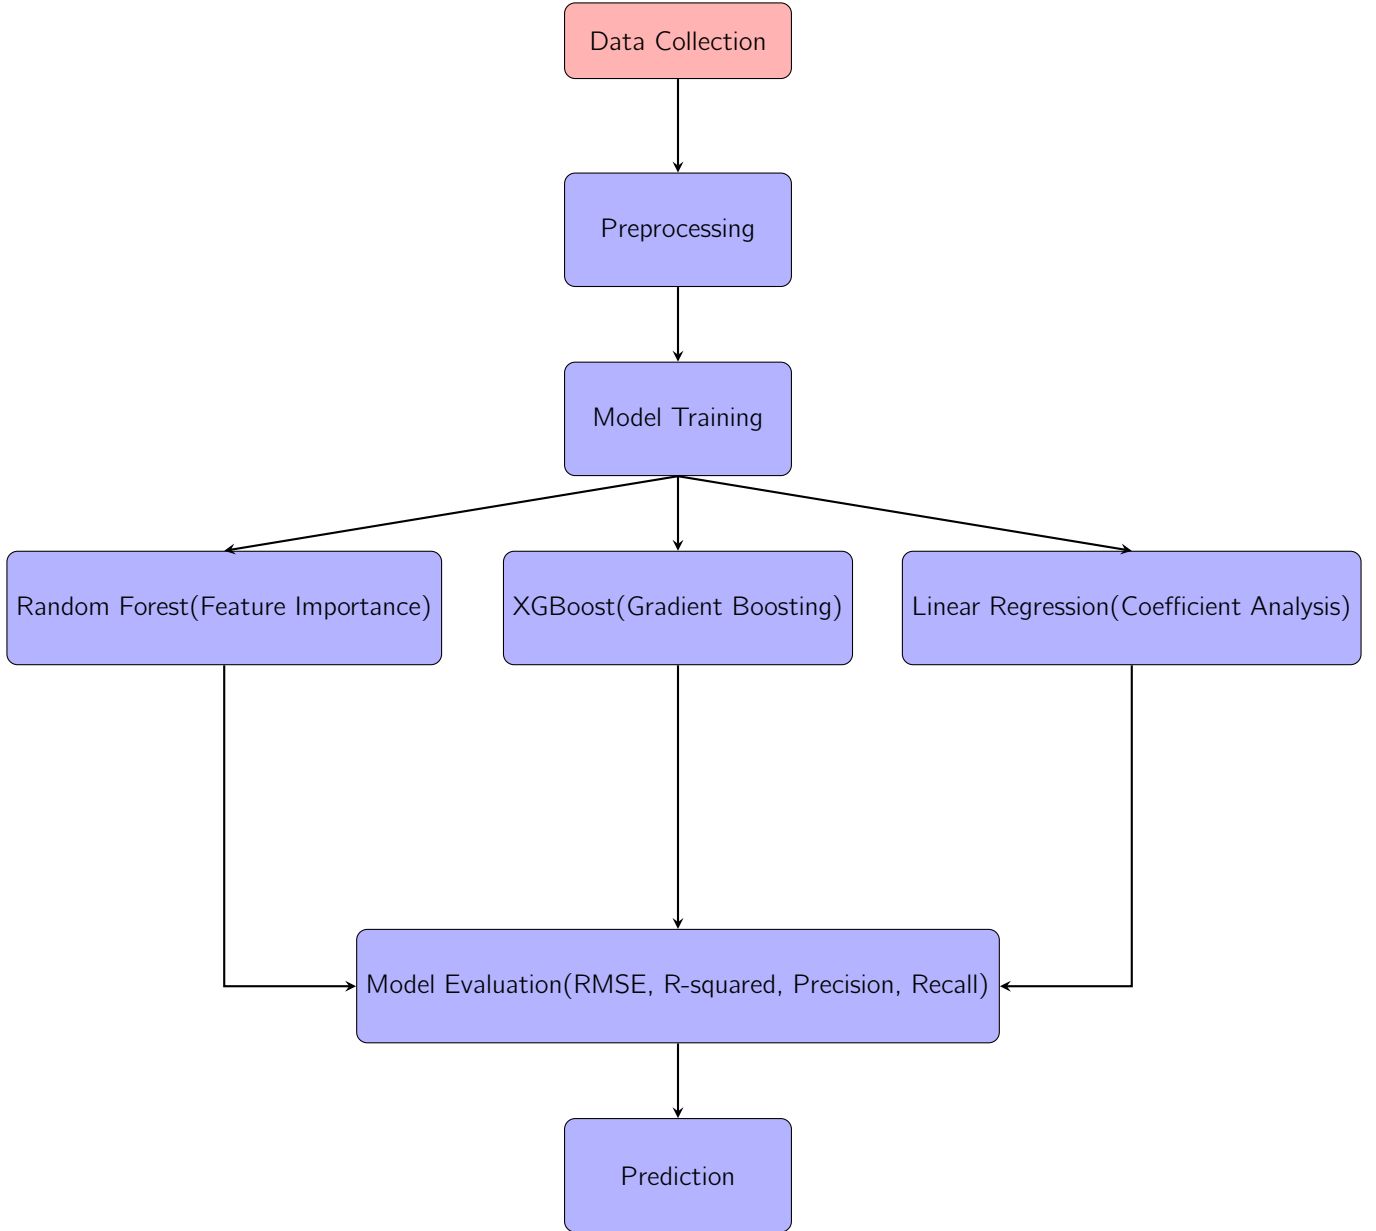 Data Collection
Preprocessing
Model Training
Random Forest(Feature Importance)
XGBoost(Gradient Boosting)
Linear Regression(Coefficient Analysis)
Model Evaluation(RMSE, R-squared, Precision, Recall)
Prediction